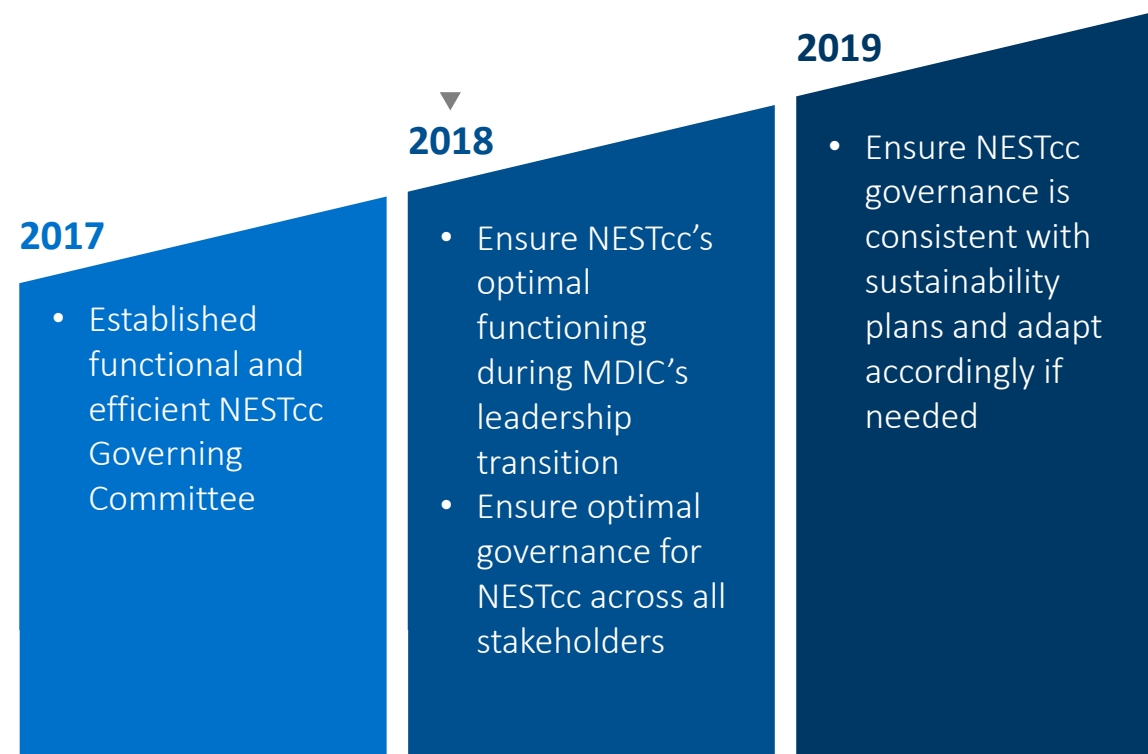 2017
• Established
functional and
efficient NESTcc
Governing
Committee
2018
• Ensure NESTcc’s
optimal
functioning
during MDIC’s
leadership
transition
• Ensure optimal
governance for
NESTcc across all
stakeholders
2019
• Ensure NESTcc
governance is
consistent with
sustainability
plans and adapt
accordingly if
needed